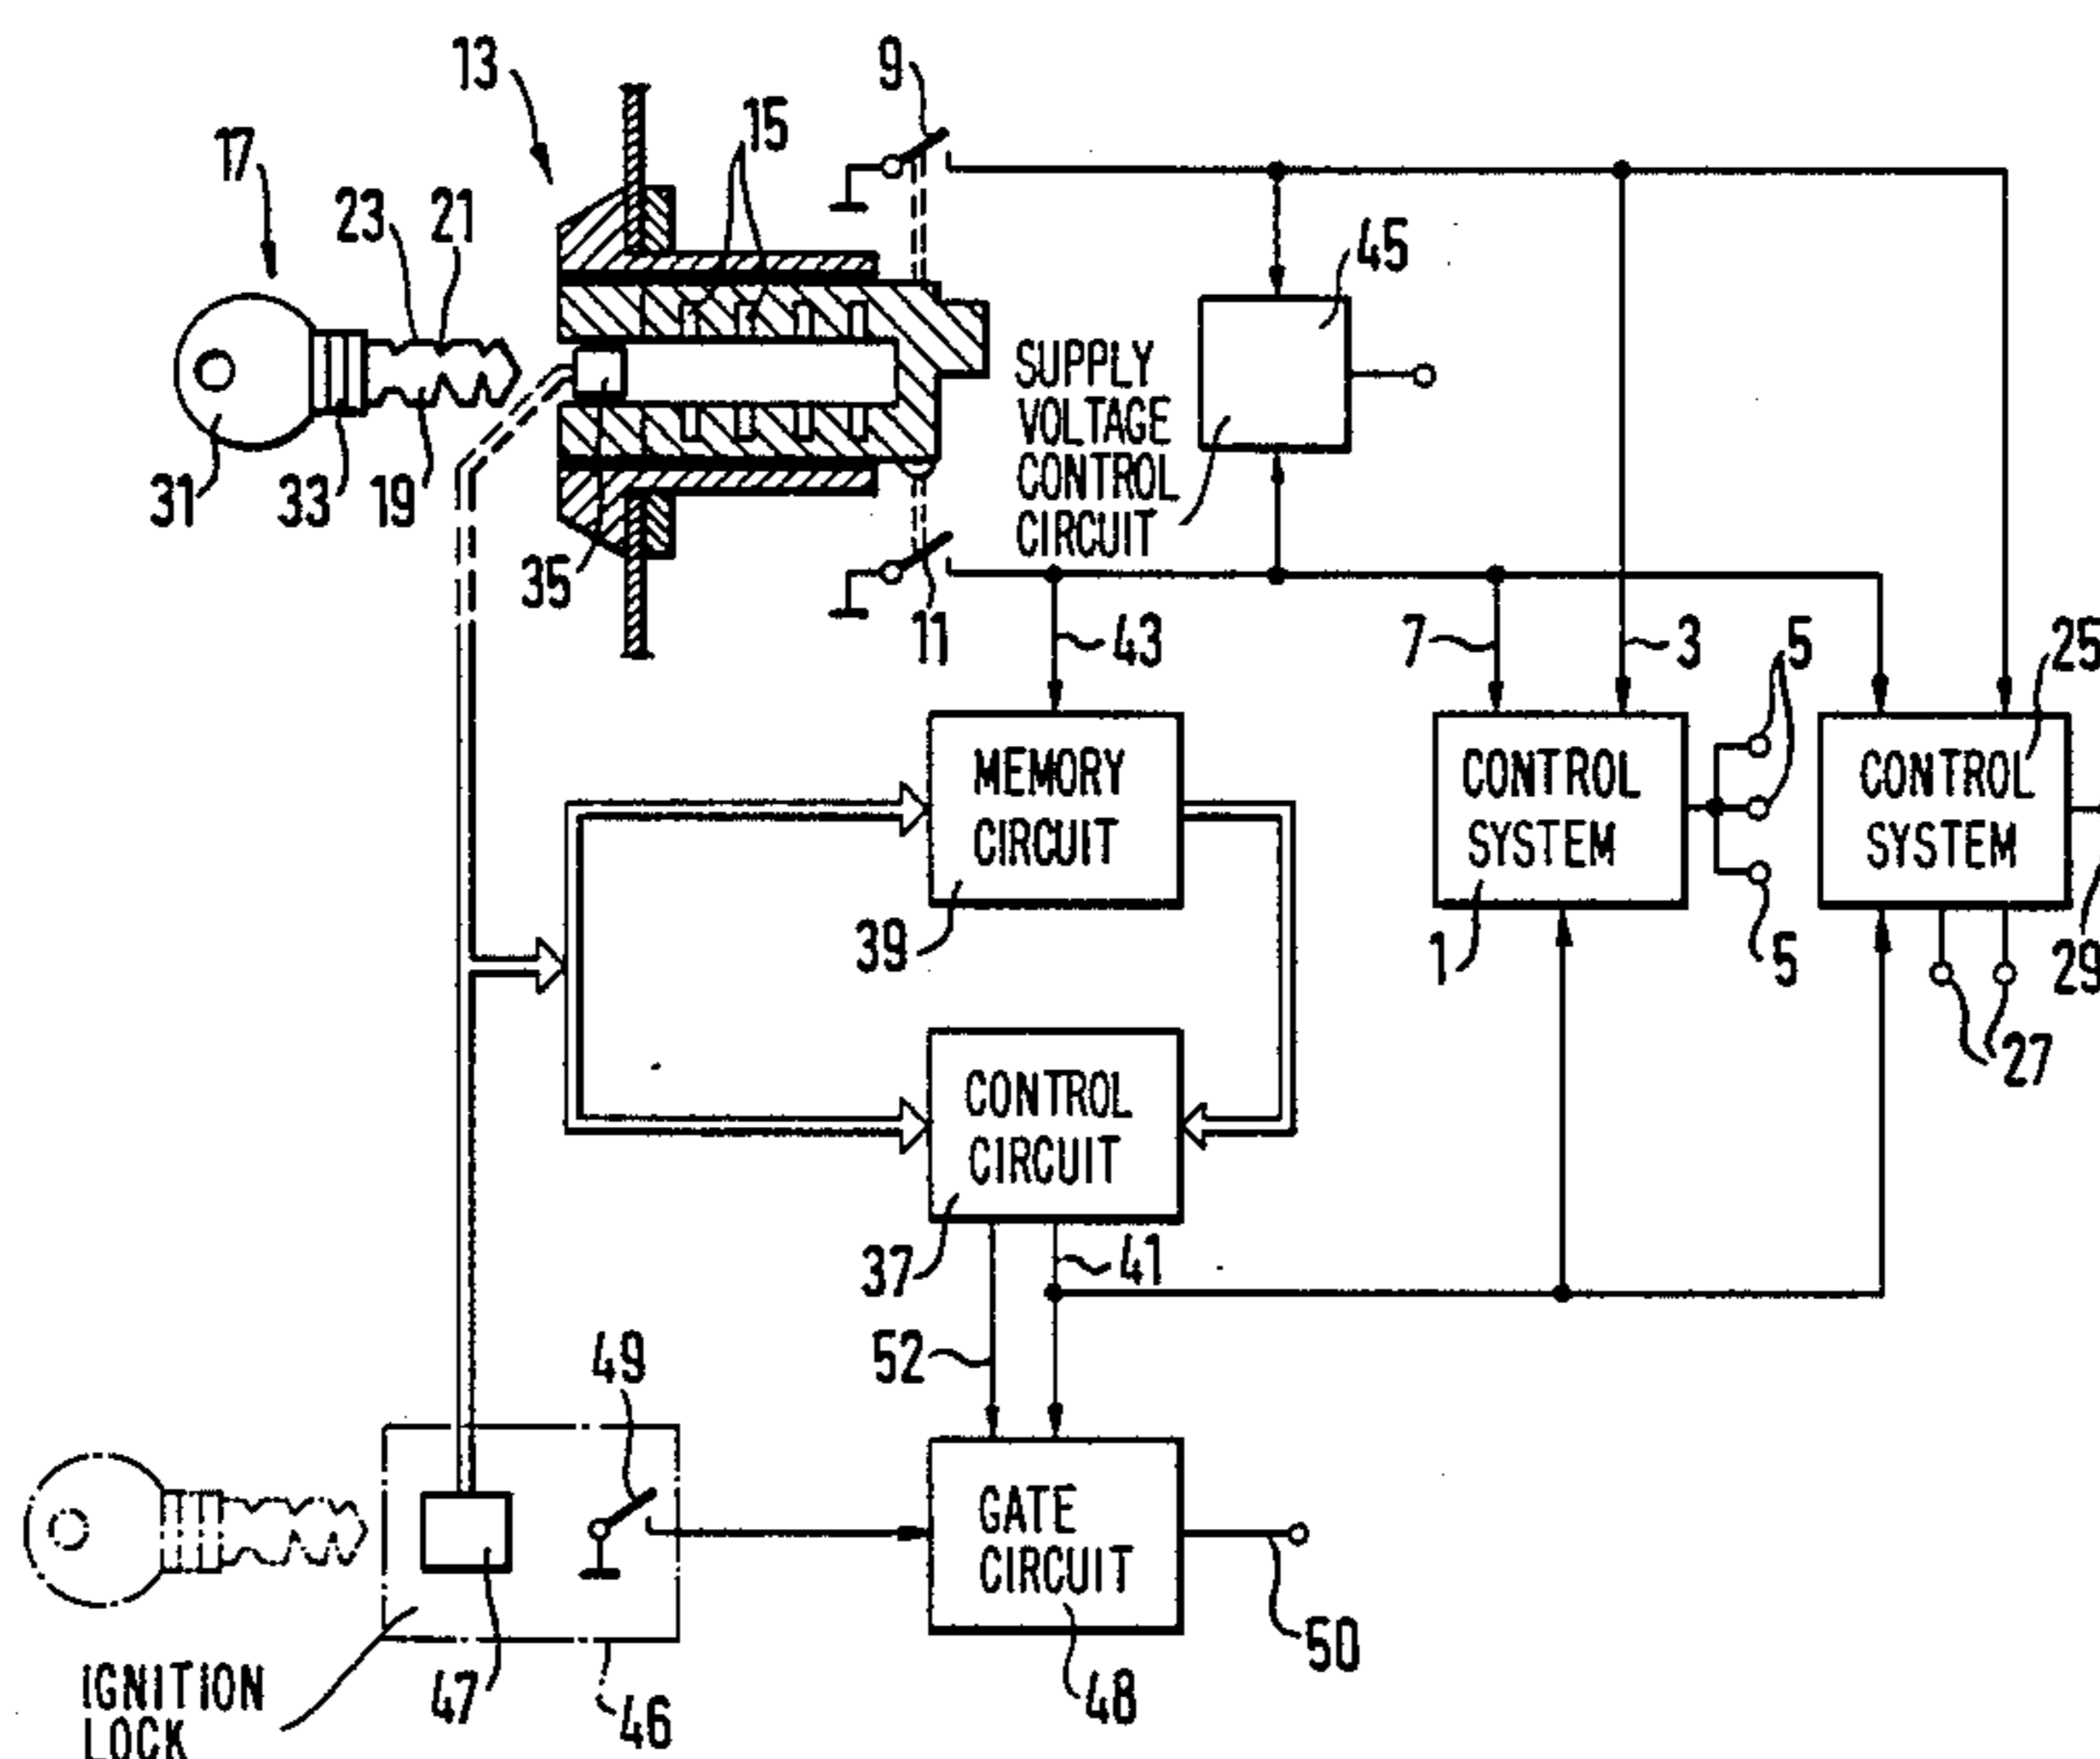 13
9
15
17
23 21
45
SUPPLY
VOLTAGE
CONTROL
CIRCUIT
31 33 19
35
11
43
7
3
5
25
MEMORY
CIRCUIT
CONTROL
SYSTEM
CONTROL
SYSTEM
39
1
5
29
27
CONTROL
CIRCUIT
37
41
52
49
GATE
CIRCUIT
50
47
46
48
IGNITION
LOCK